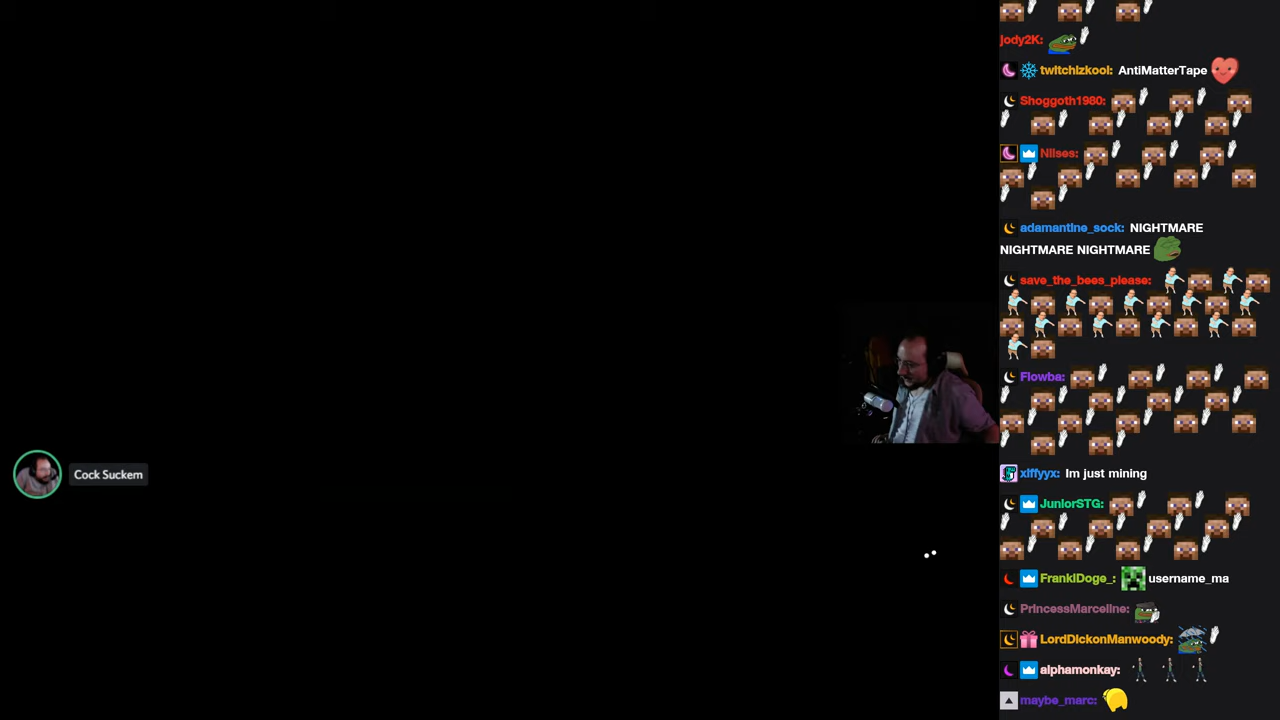 Jody2K:
twitchizkool: AntiMatterTape
Shoggoth1980:
Niises:
adamantine_sock: NIGHTMARE
NIGHTMARE NIGHTMARE
save_the_bees_please:
Flowba:
xiffyyx: Im just mining
Cock Suckem
JuniorSTG:
FrankiDoge_: username_ma
PrincessMarceline:
LordDickonManwoody:
alphamonkay:
maybe_marc: